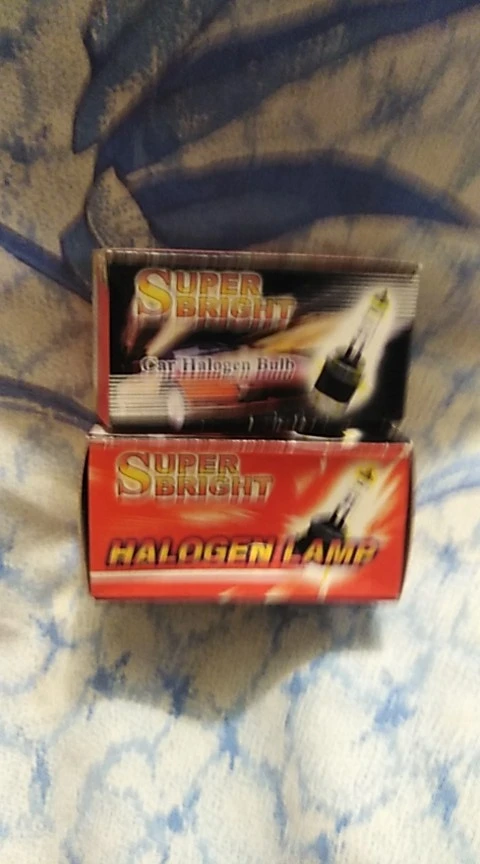 SUPER
BRIGHT
Car Halogen Bulb
SUPER
BRIGHT
HALOGEN LAMP